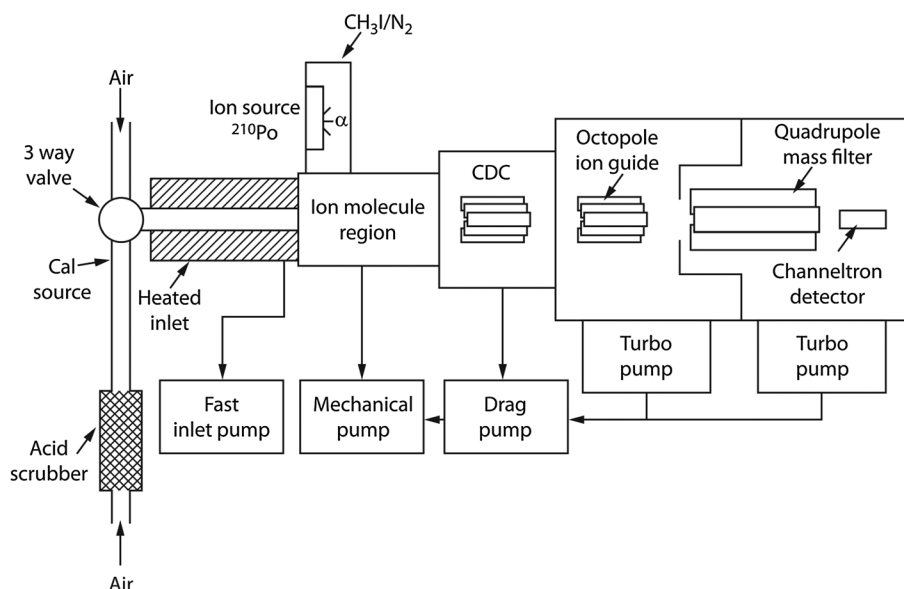 CH₃I/N₂
Air
Ion source
²¹⁰Po
α
3 way
valve
Octopole
ion guide
Quadrupole
mass filter
CDC
Ion molecule
region
Cal
source
Heated
inlet
Channeltron
detector
Turbo
pump
Turbo
pump
Fast
inlet pump
Mechanical
pump
Drag
pump
Acid
scrubber
Air